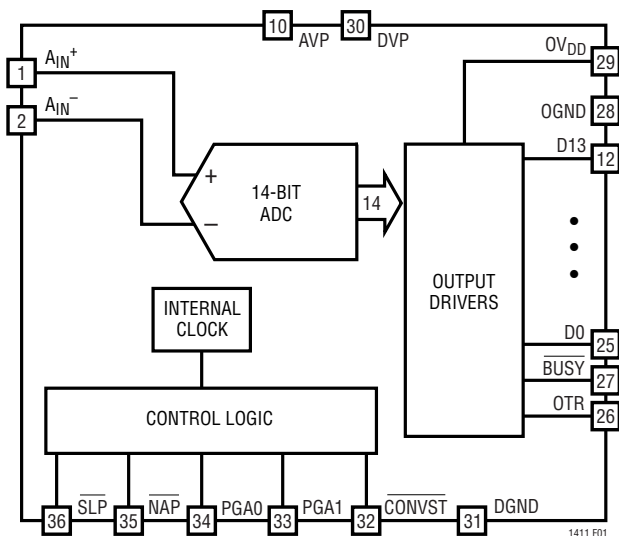 10 AVP 30 DVP
1 AIN+
OVDD 29
2 AIN−
OGND 28
D13 12
+
−
14-BIT
ADC
14
OUTPUT
DRIVERS
INTERNAL
CLOCK
D0 25
BUSY 27
OTR 26
CONTROL LOGIC
36 SLP 35 NAP 34 PGA0 33 PGA1 32 CONVST 31 DGND
1411 F01